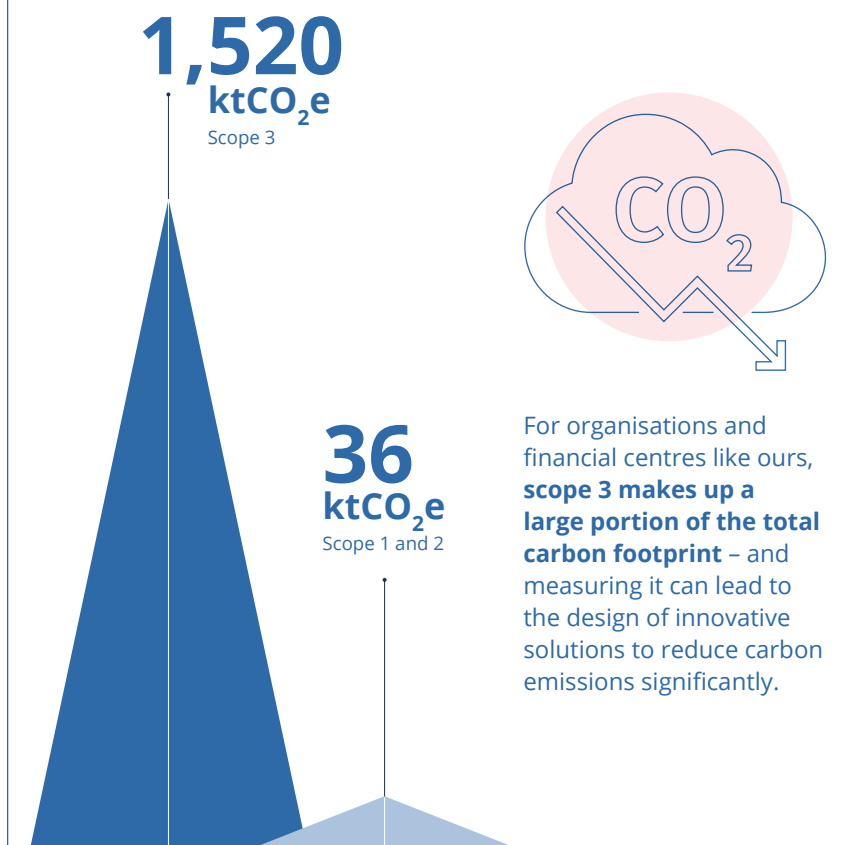 1,520
ktCO₂e
Scope 3
CO₂
36
ktCO₂e
Scope 1 and 2
For organisations and
financial centres like ours,
scope 3 makes up a
large portion of the total
carbon footprint – and
measuring it can lead to
the design of innovative
solutions to reduce carbon
emissions significantly.